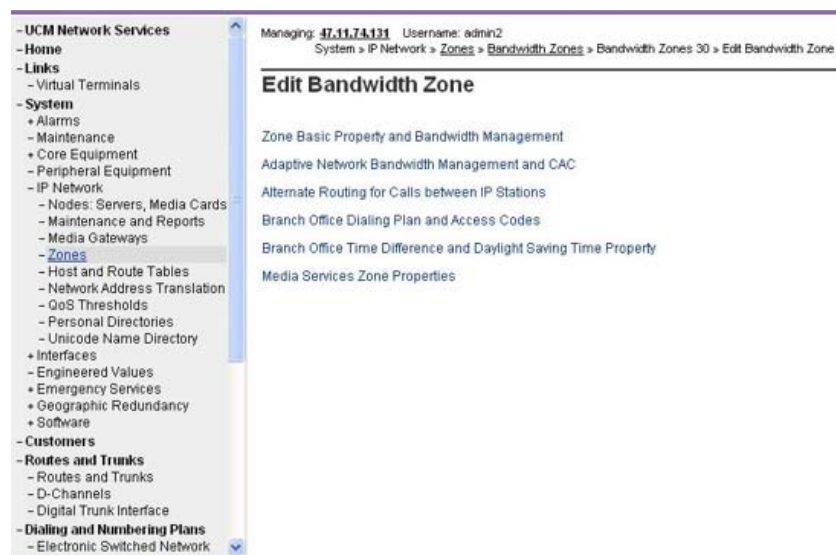 - UCM Network Services
- Home
- Links
- Virtual Terminals
- System
+ Alarms
- Maintenance
+ Core Equipment
- Peripheral Equipment
- IP Network
- Nodes: Servers, Media Cards
- Maintenance and Reports
- Media Gateways
- Zones
- Host and Route Tables
- Network Address Translation
- QoS Thresholds
- Personal Directories
- Unicode Name Directory
+ Interfaces
- Engineered Values
+ Emergency Services
+ Geographic Redundancy
+ Software
- Customers
- Routes and Trunks
- Routes and Trunks
- D-Channels
- Digital Trunk Interface
- Dialing and Numbering Plans
- Electronic Switched Network
Managing: 47.11.74.131 Username: admin2
System » IP Network » Zones » Bandwidth Zones » Bandwidth Zones 30 » Edit Bandwidth Zone
Edit Bandwidth Zone
Zone Basic Property and Bandwidth Management
Adaptive Network Bandwidth Management and CAC
Alternate Routing for Calls between IP Stations
Branch Office Dialing Plan and Access Codes
Branch Office Time Difference and Daylight Saving Time Property
Media Services Zone Properties